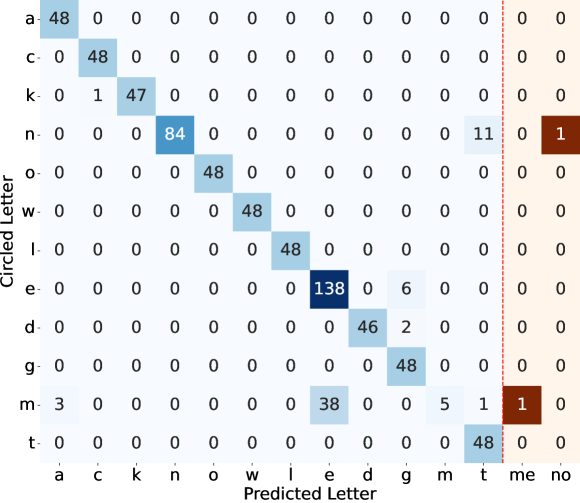 a 48 0 0 0 0 0 0 0 0 0 0 0 0 0
c 0 48 0 0 0 0 0 0 0 0 0 0 0 0
k 0 1 47 0 0 0 0 0 0 0 0 0 0 0
n 0 0 0 84 0 0 0 0 0 0 0 11 0 1
o 0 0 0 0 48 0 0 0 0 0 0 0 0 0
w 0 0 0 0 0 48 0 0 0 0 0 0 0 0
l 0 0 0 0 0 0 48 0 0 0 0 0 0 0
e 0 0 0 0 0 0 0 138 0 6 0 0 0 0
d 0 0 0 0 0 0 0 0 46 2 0 0 0 0
g 0 0 0 0 0 0 0 0 0 48 0 0 0 0
m 3 0 0 0 0 0 0 38 0 0 5 1 1 0
t 0 0 0 0 0 0 0 0 0 0 0 48 0 0
a c k n o w l e d g m t me no
Predicted Letter
Circled Letter